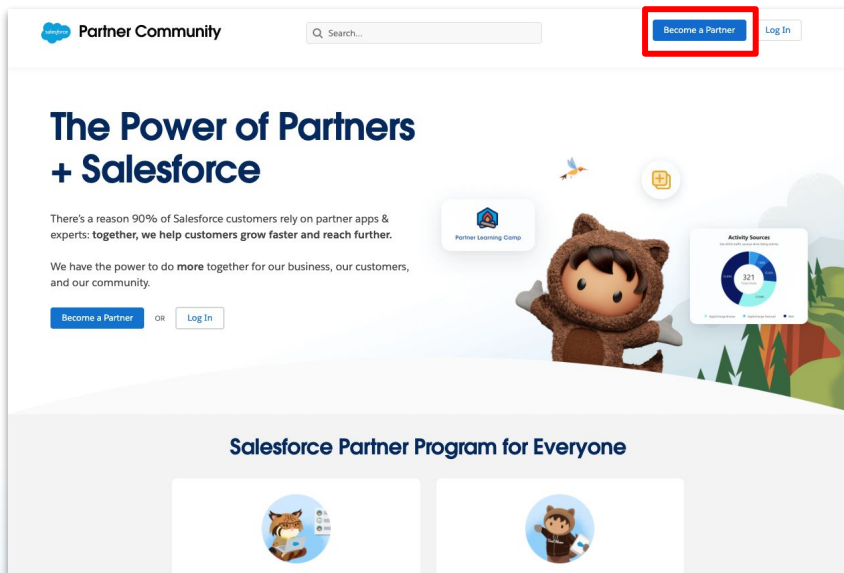 salesforce
Partner Community
Search...
Become a Partner
Log In
The Power of Partners
+ Salesforce
There's a reason 90% of Salesforce customers rely on partner apps &
experts: together, we help customers grow faster and reach further.
We have the power to do more together for our business, our customers,
and our community.
Become a Partner
OR
Log In
Partner Learning Camp
Activity Sources
321
Salesforce Partner Program for Everyone